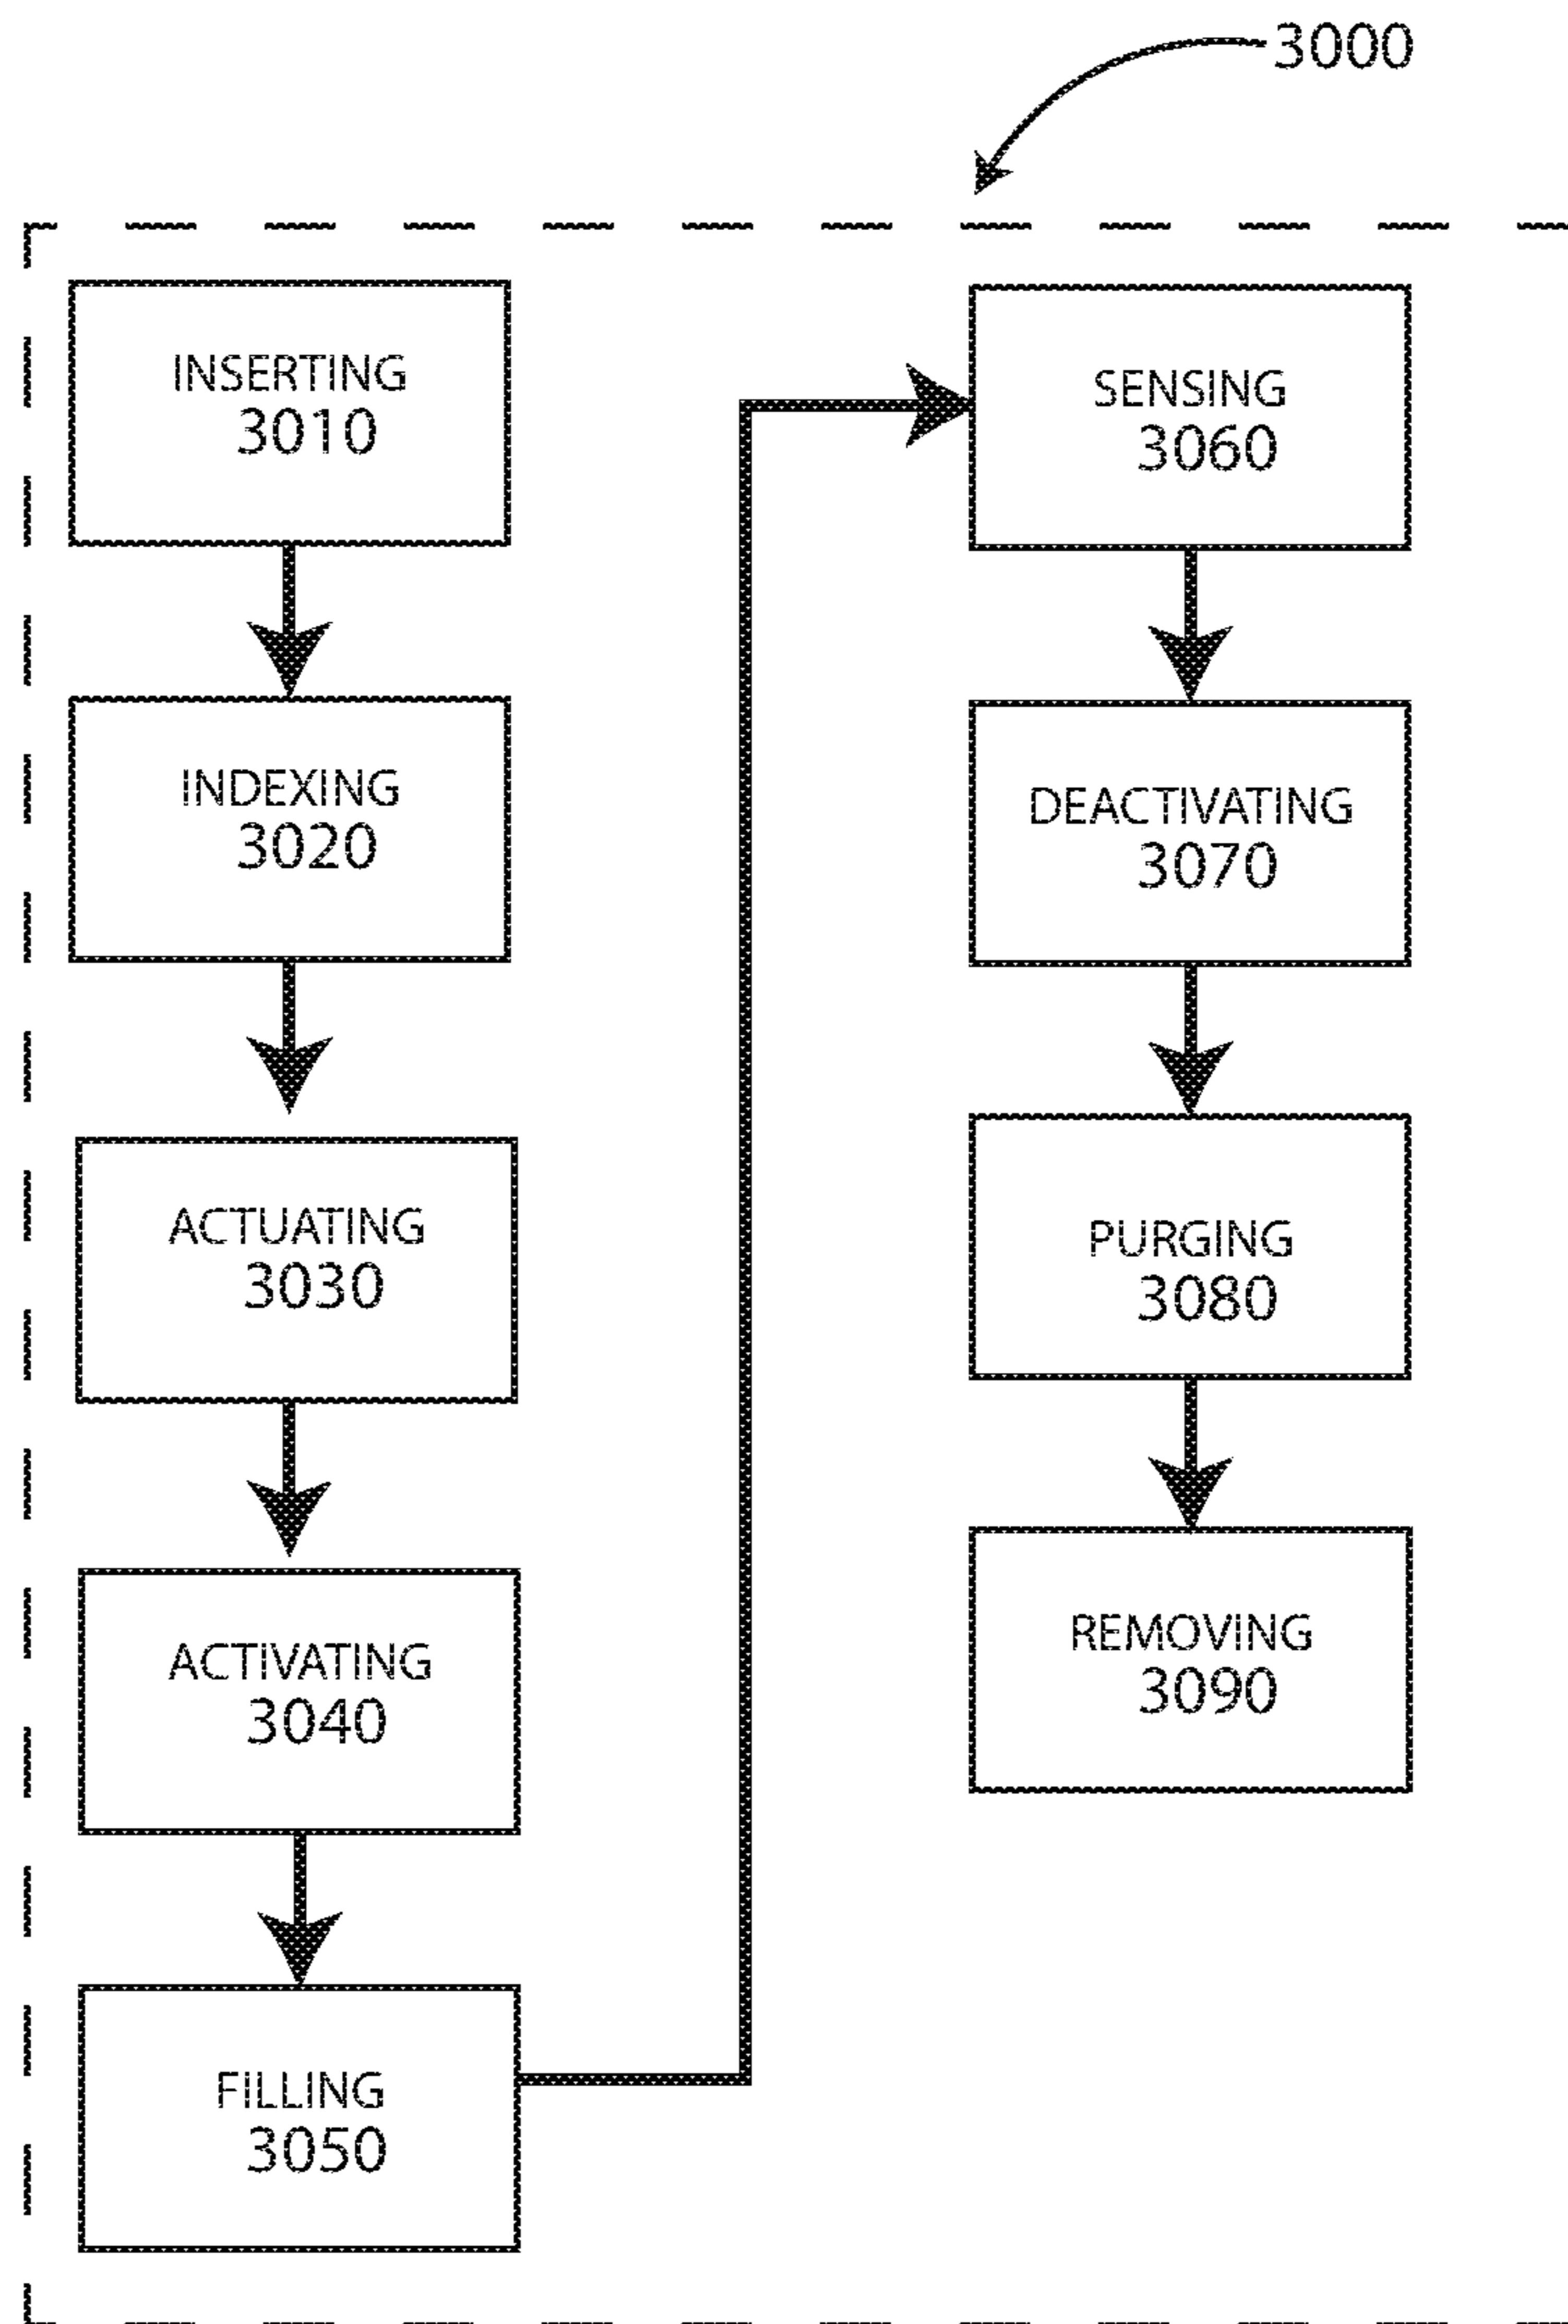 3000
INSERTING
3010
INDEXING
3020
ACTUATING
3030
ACTIVATING
3040
FILLING
3050
SENSING
3060
DEACTIVATING
3070
PURGING
3080
REMOVING
3090